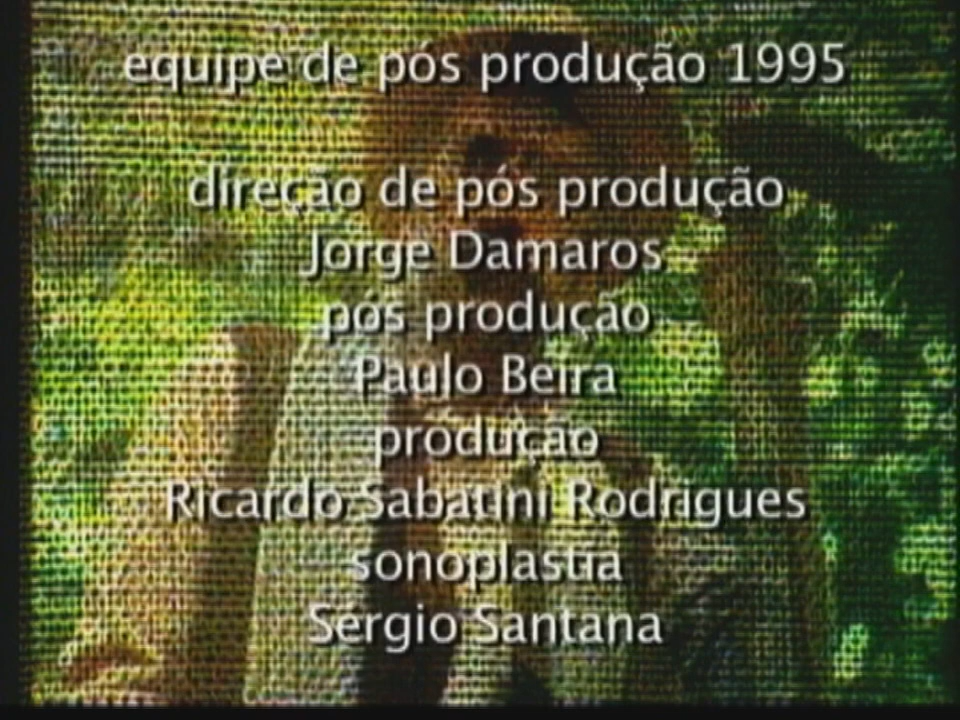 equipe de pós produção 1995
direção de pós produção
Jorge Damaros
pós produção
Paulo Beira
produção
Ricardo Sabatini Rodrigues
sonoplastia
Sérgio Santana